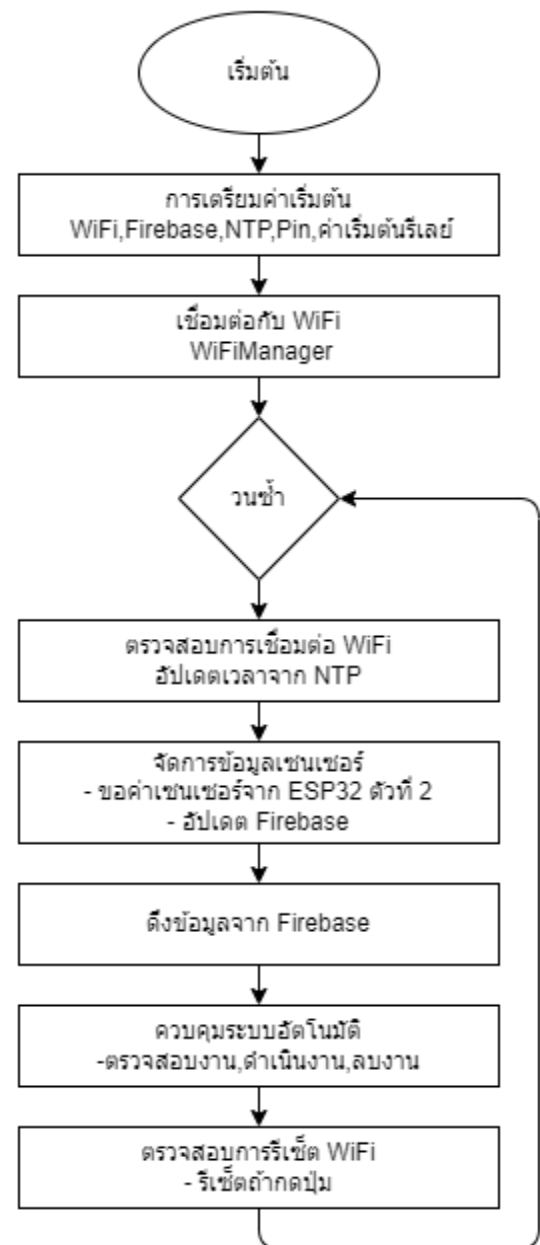 เริ่มต้น
การเตรียมค่าเริ่มต้น
WiFi,Firebase,NTP,Pin,ค่าเริ่มต้นรีเลย์
เชื่อมต่อกับ WiFi
WiFiManager
วนซ้ำ
ตรวจสอบการเชื่อมต่อ WiFi
อัปเดตเวลาจาก NTP
จัดการข้อมูลเซนเซอร์
- ขอค่าเซนเซอร์จาก ESP32 ตัวที่ 2
- อัปเดต Firebase
ดึงข้อมูลจาก Firebase
ควบคุมระบบอัตโนมัติ
-ตรวจสอบงาน,ดำเนินงาน,ลบงาน
ตรวจสอบการรีเซ็ต WiFi
- รีเซ็ตถ้ากดปุ่ม